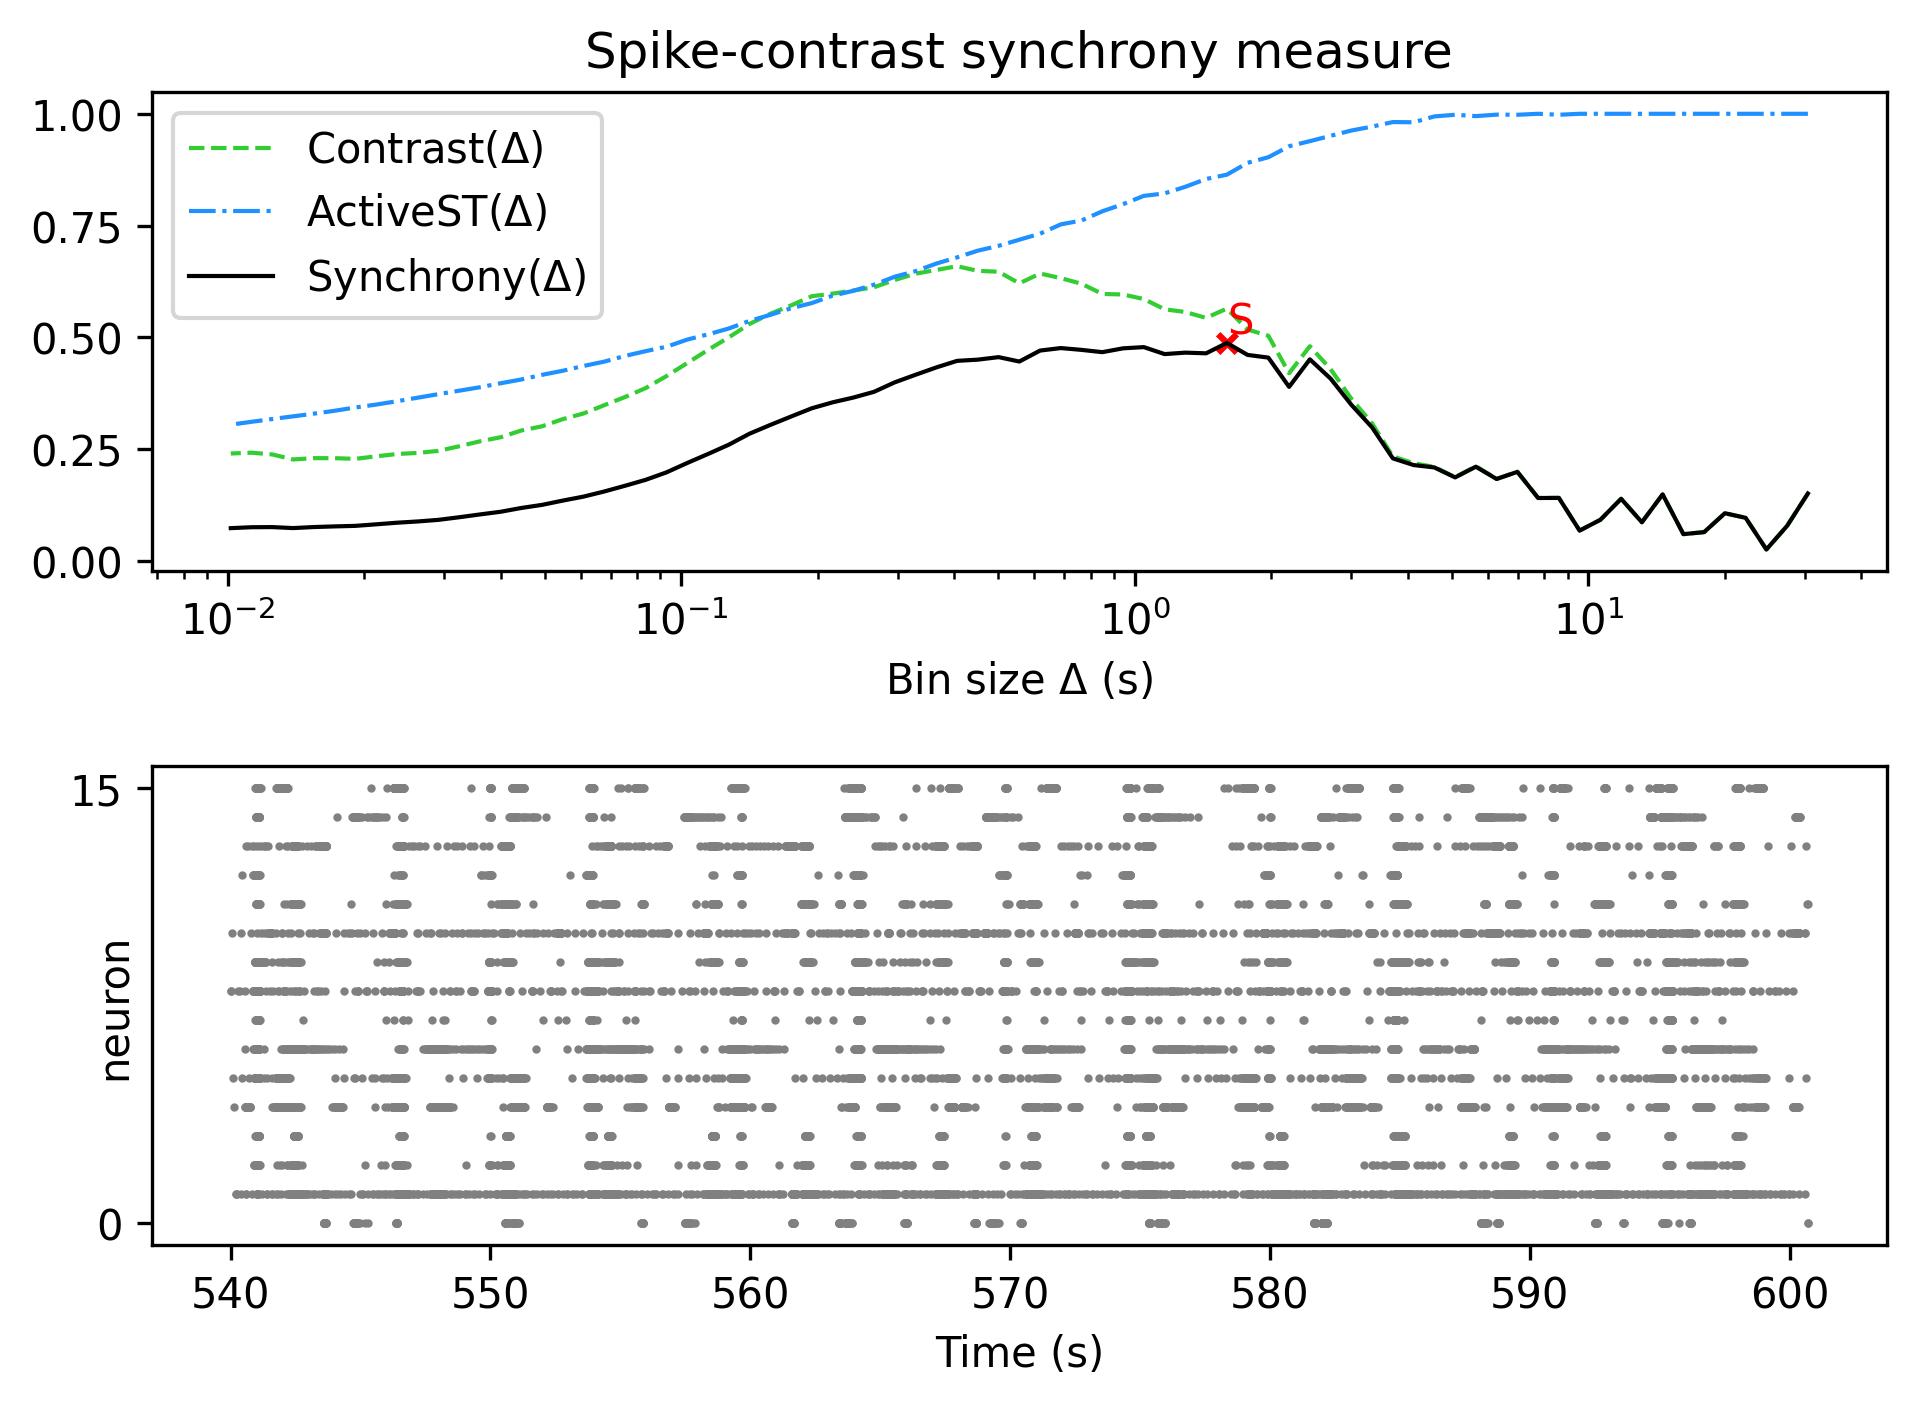 Spike-contrast synchrony measure
1.00
0.75
0.50
0.25
0.00
Contrast(Δ)
ActiveST(Δ)
Synchrony(Δ)
S
10⁻² 10⁻¹ 10⁰ 10¹
Bin size Δ (s)
15
0
neuron
540 550 560 570 580 590 600
Time (s)